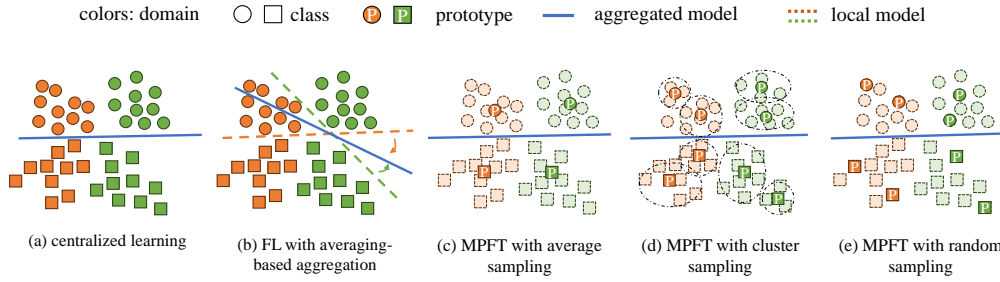 colors: domain class P P prototype aggregated model local model
P P P P P P P P P P P P P P P P P P P P
(a) centralized learning (b) FL with averaging- (c) MPFT with average (d) MPFT with cluster (e) MPFT with random
based aggregation sampling sampling sampling